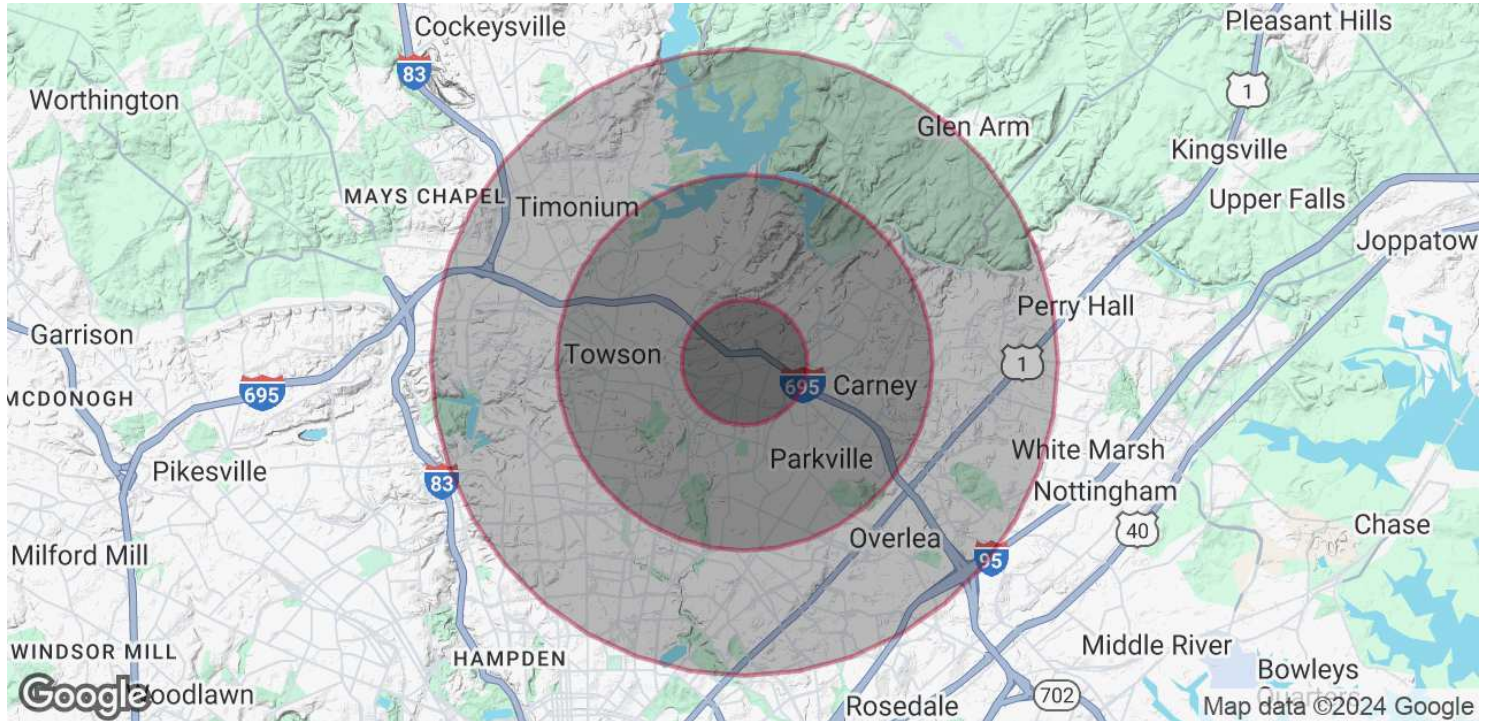 Cockeysville
Pleasant Hills
83
1
Worthington
Glen Arm
Kingsville
MAYS CHAPEL
Timonium
Upper Falls
Joppatow
Perry Hall
Garrison
Towson
1
695
Carney
MCDONOGH
695
White Marsh
Parkville
Pikesville
83
Nottingham
40
Chase
Overlea
Milford Mill
95
Middle River
WINDSOR MILL
HAMPDEN
Bowleys
Quarters
Google
Woodlawn
702
Rosedale
Map data ©2024 Google